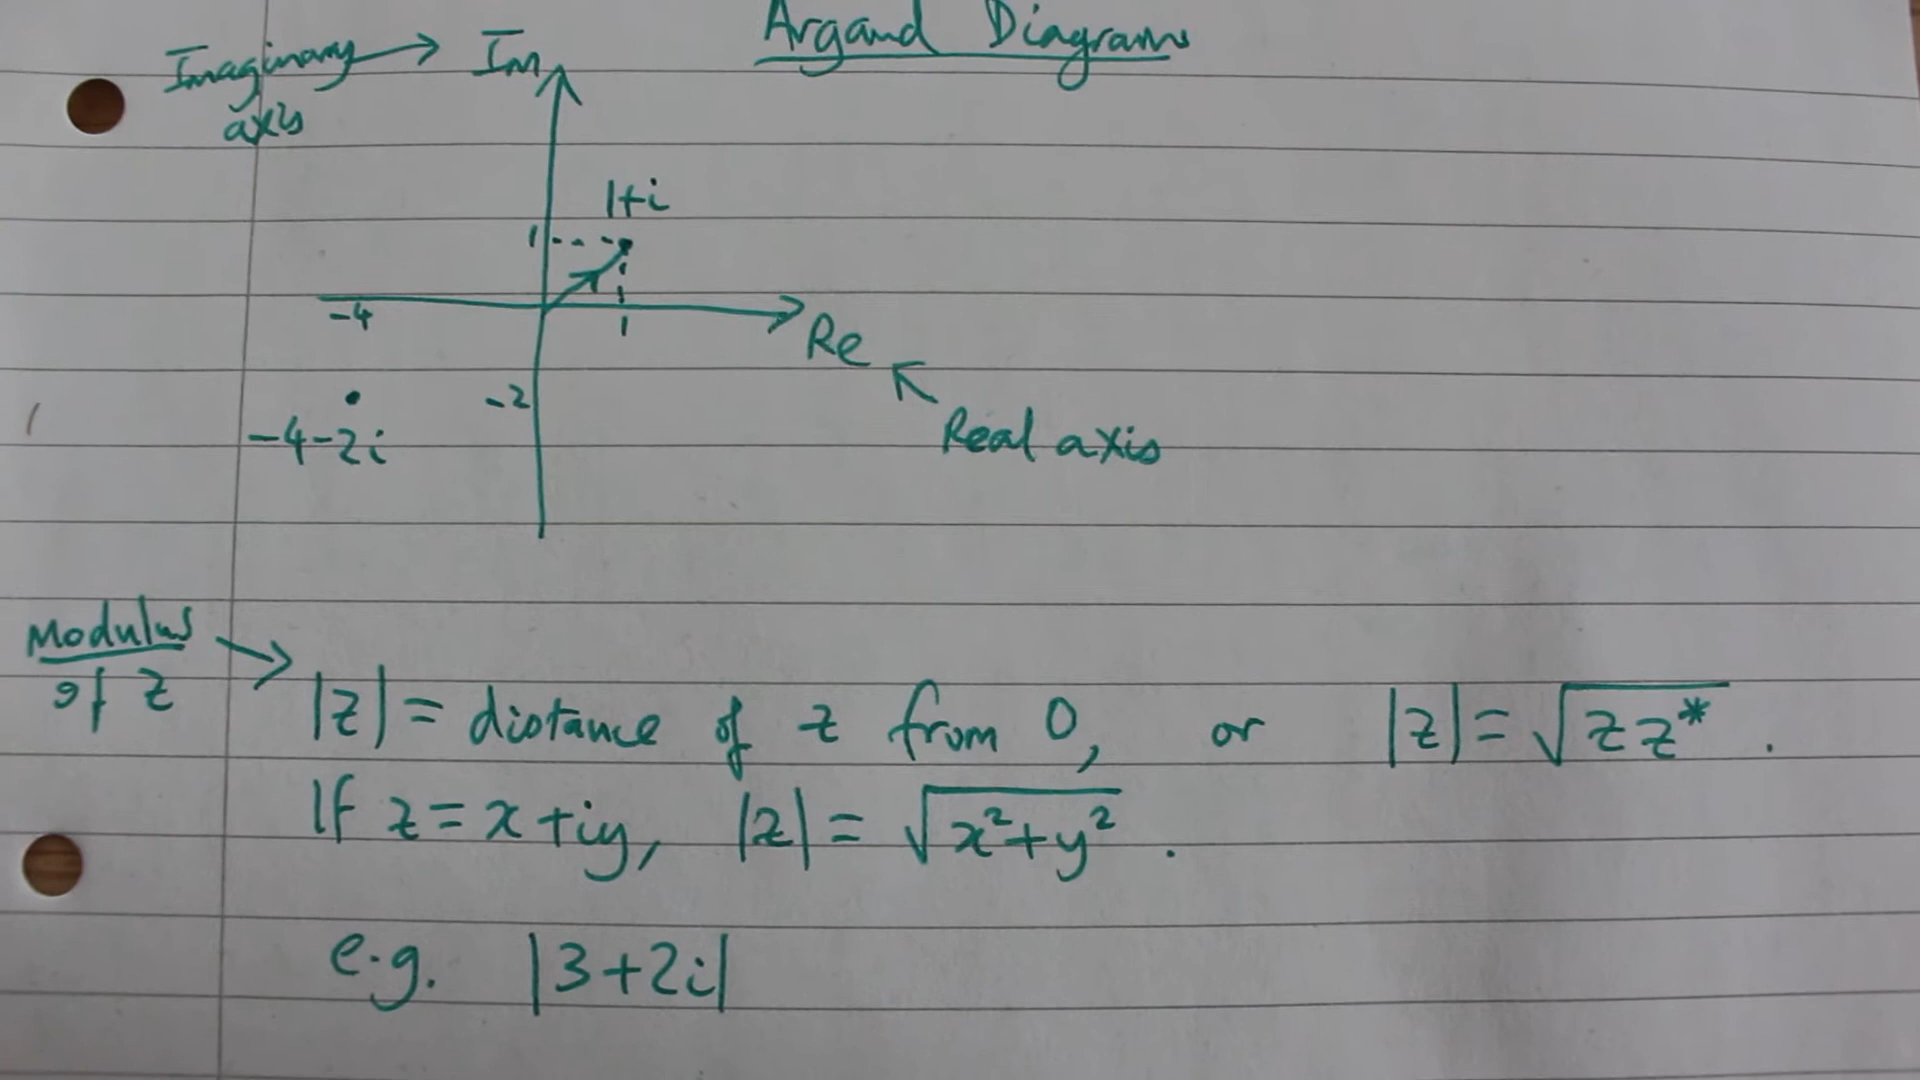 Argand Diagrams
Imaginary → Im
axis
1+i
1
-4
1
Re
-2
-4-2i
Real axis
Modulus
of z
|z| = distance of z from 0, or |z| = √zz* .
If z = x+iy, |z| = √x²+y² .
e.g. |3+2i|